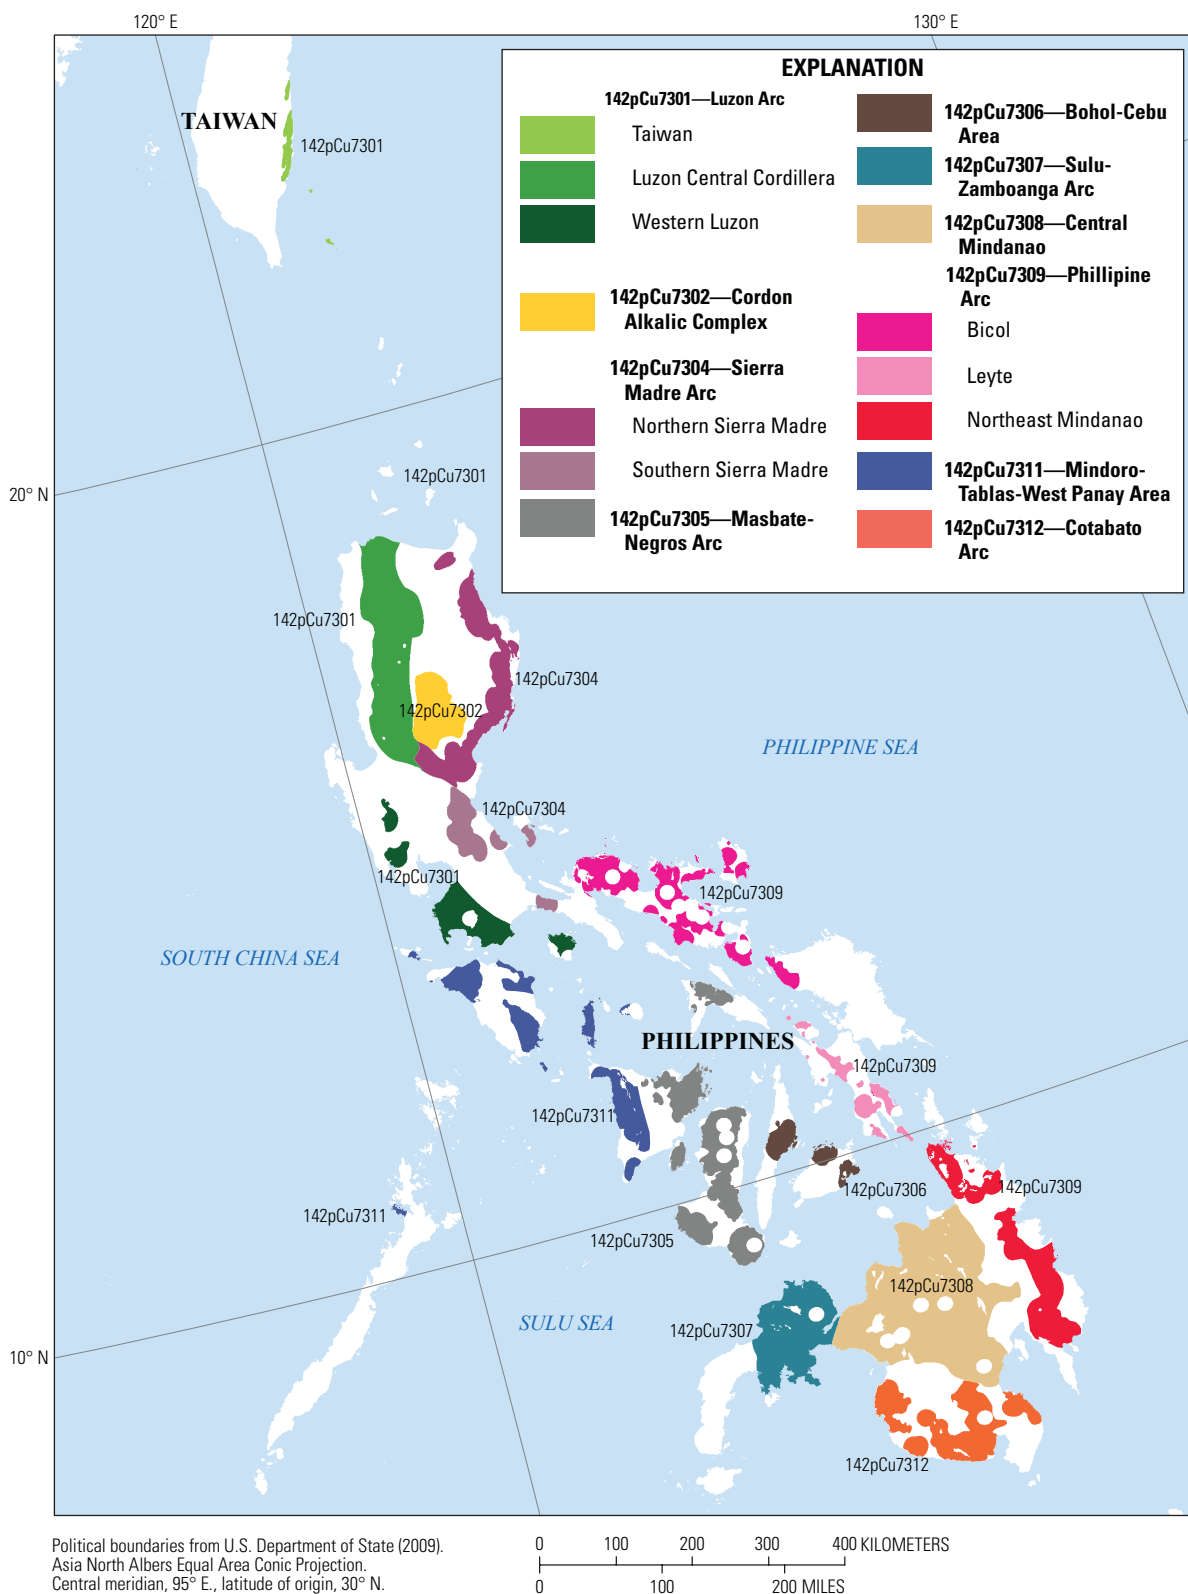 120° E
130° E
EXPLANATION
142pCu7301—Luzon Arc
Taiwan
Luzon Central Cordillera
Western Luzon
142pCu7302—Cordon
Alkalic Complex
142pCu7304—Sierra
Madre Arc
Northern Sierra Madre
Southern Sierra Madre
142pCu7305—Masbate-
Negros Arc
142pCu7306—Bohol-Cebu
Area
142pCu7307—Sulu-
Zamboanga Arc
142pCu7308—Central
Mindanao
142pCu7309—Phillipine
Arc
Bicol
Leyte
Northeast Mindanao
142pCu7311—Mindoro-
Tablas-West Panay Area
142pCu7312—Cotabato
Arc
TAIWAN
142pCu7301
142pCu7301
20° N
142pCu7301
142pCu7304
142pCu7302
PHILIPPINE SEA
142pCu7304
142pCu7301
142pCu7309
SOUTH CHINA SEA
PHILIPPINES
142pCu7309
142pCu7311
142pCu7309
142pCu7306
142pCu7311
142pCu7305
142pCu7308
SULU SEA
142pCu7307
10° N
142pCu7312
Political boundaries from U.S. Department of State (2009).
Asia North Albers Equal Area Conic Projection.
Central meridian, 95° E., latitude of origin, 30° N.
0 100 200 300 400 KILOMETERS
0 100 200 MILES